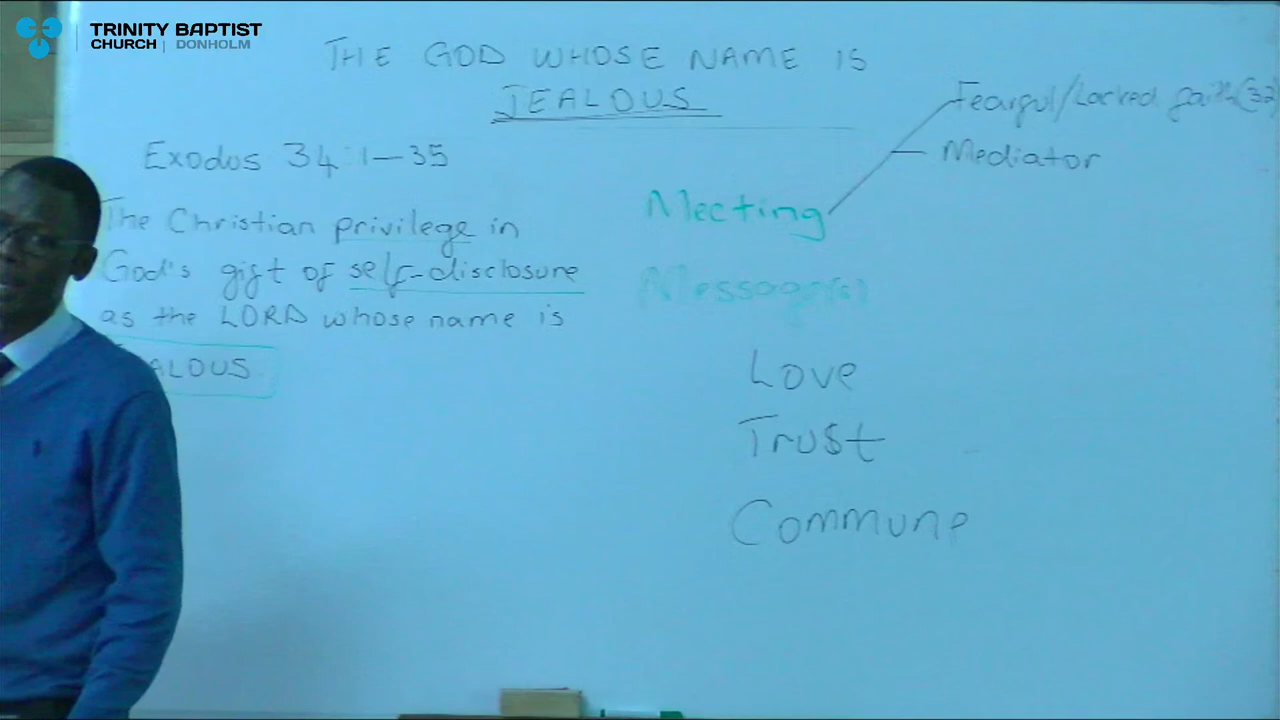 TRINITY BAPTIST
CHURCH | DONHOLM
THE GOD WHOSE NAME IS
JEALOUS
Exodus 34:1-35
The Christian privilege in
God's gift of self-disclosure
as the LORD whose name is
ALOUS
Meeting
Fearful/Lacked faith (32
Mediator
Message(s)
Love
Trust
Commune